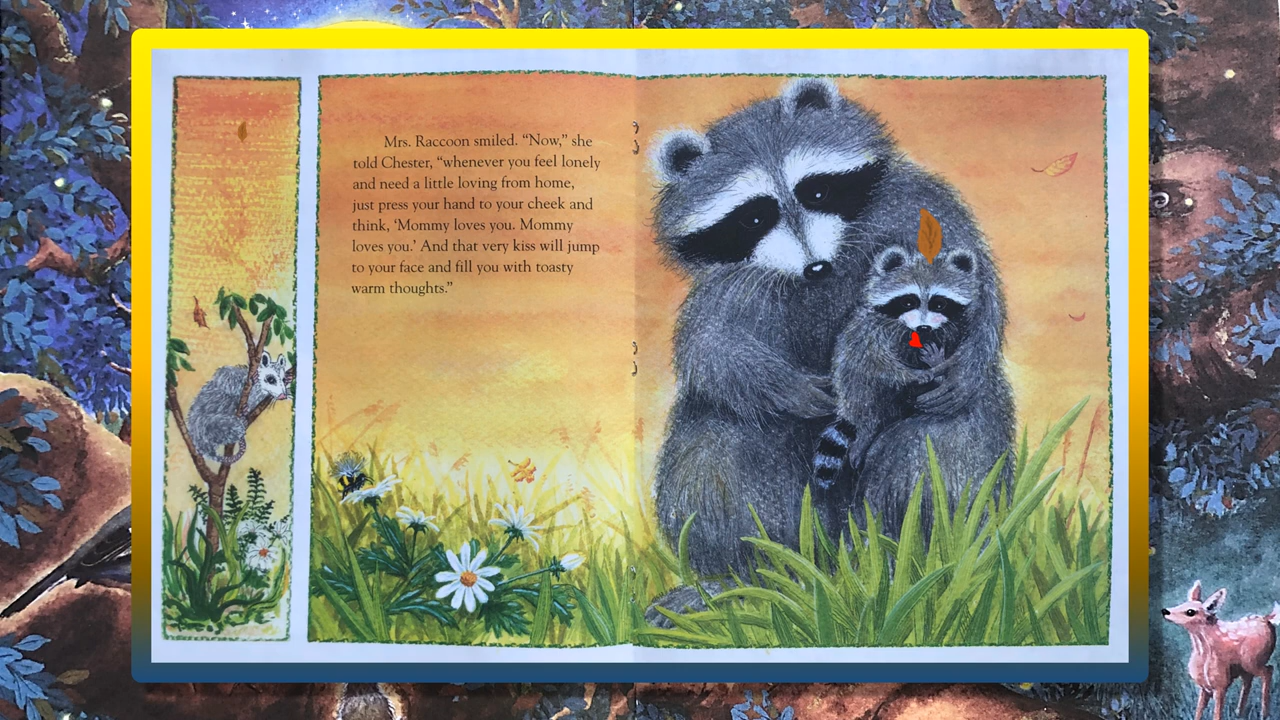 Mrs. Raccoon smiled. “Now,” she
told Chester, “whenever you feel lonely
and need a little loving from home,
just press your hand to your cheek and
think, ‘Mommy loves you. Mommy
loves you.’ And that very kiss will jump
to your face and fill you with toasty
warm thoughts.”